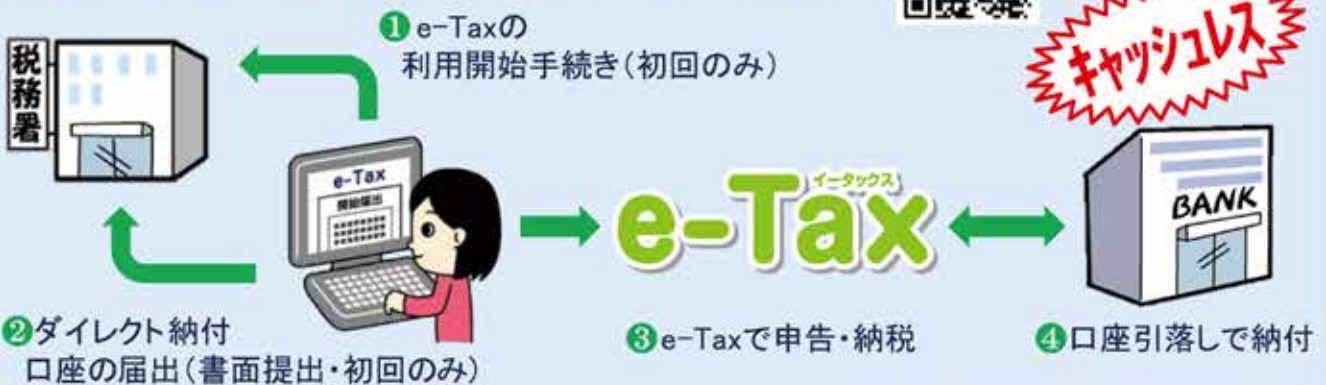 ❶e-Taxの
利用開始手続き(初回のみ)
キャッシュレス
税務署
e-Tax
開始届出
イータックス
e-Tax
BANK
❷ダイレクト納付
口座の届出(書面提出・初回のみ)
❸e-Taxで申告・納税
❹口座引落しで納付